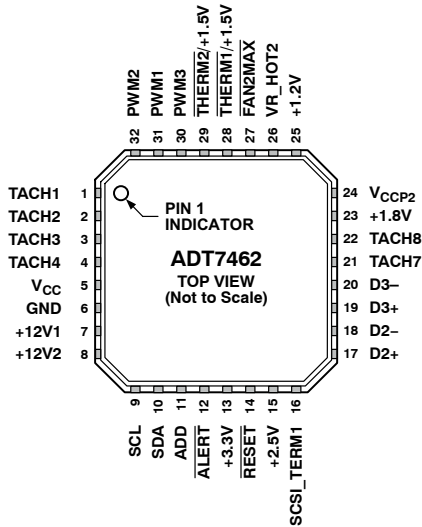 PWM2
PWM1
PWM3
THERM2/+1.5V
THERM1/+1.5V
FAN2MAX
VR_HOT2
+1.2V
32
31
30
29
28
27
26
25
TACH1 1
TACH2 2
TACH3 3
TACH4 4
VCC 5
GND 6
+12V1 7
+12V2 8
PIN 1
INDICATOR
ADT7462
TOP VIEW
(Not to Scale)
24 VCCP2
23 +1.8V
22 TACH8
21 TACH7
20 D3–
19 D3+
18 D2–
17 D2+
9
10
11
12
13
14
15
16
SCL
SDA
ADD
ALERT
+3.3V
RESET
+2.5V
SCSI_TERM1